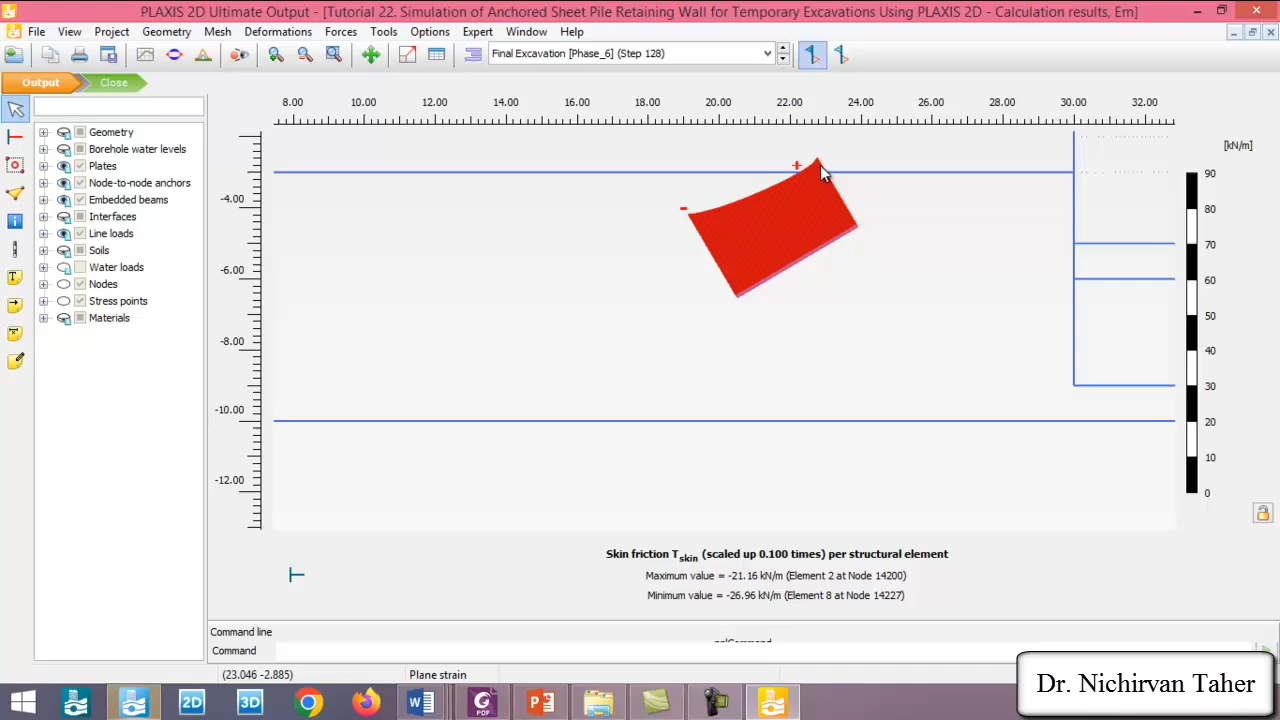 PLAXIS 2D Ultimate Output - [Tutorial 22. Simulation of Anchored Sheet Pile Retaining Wall for Temporary Excavations Using PLAXIS 2D - Calculation results, Em]
File View Project Geometry Mesh Deformations Forces Tools Options Expert Window Help
Final Excavation [Phase_6] (Step 128)
Output Close
8.00 10.00 12.00 14.00 16.00 18.00 20.00 22.00 24.00 26.00 28.00 30.00 32.00
Geometry
Borehole water levels
Plates
Node-to-node anchors
Embedded beams
Interfaces
Line loads
Soils
Water loads
Nodes
Stress points
Materials
-4.00
-6.00
-8.00
-10.00
-12.00
+
-
[kN/m]
90
80
70
60
50
40
30
20
10
0
Skin friction Tskin (scaled up 0.100 times) per structural element
Maximum value = -21.16 kN/m (Element 2 at Node 14200)
Minimum value = -26.96 kN/m (Element 8 at Node 14227)
Command line
Command
(23.046 -2.885) Plane strain
2D 3D
PDF
Dr. Nichirvan Taher